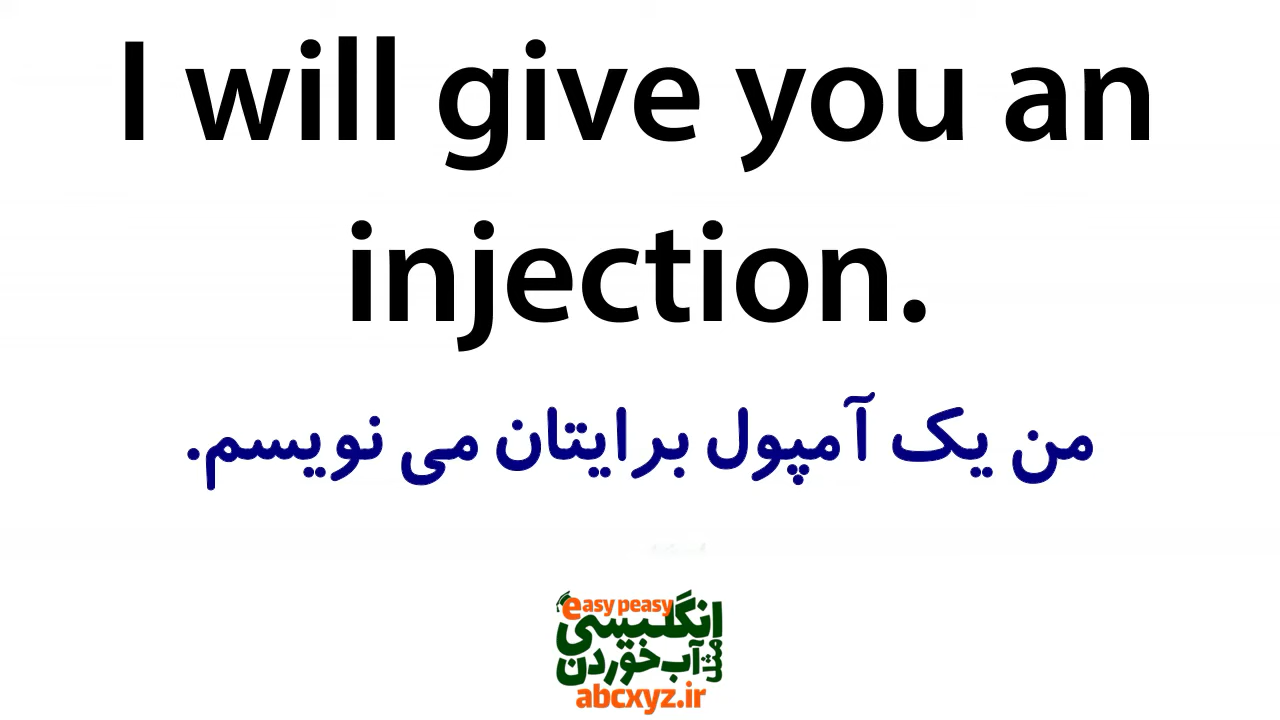 I will give you an
injection.
من یک آمپول برایتان می نویسم.
easy peasy
انگلیسی
مثل آب خوردن
abcxyz.ir